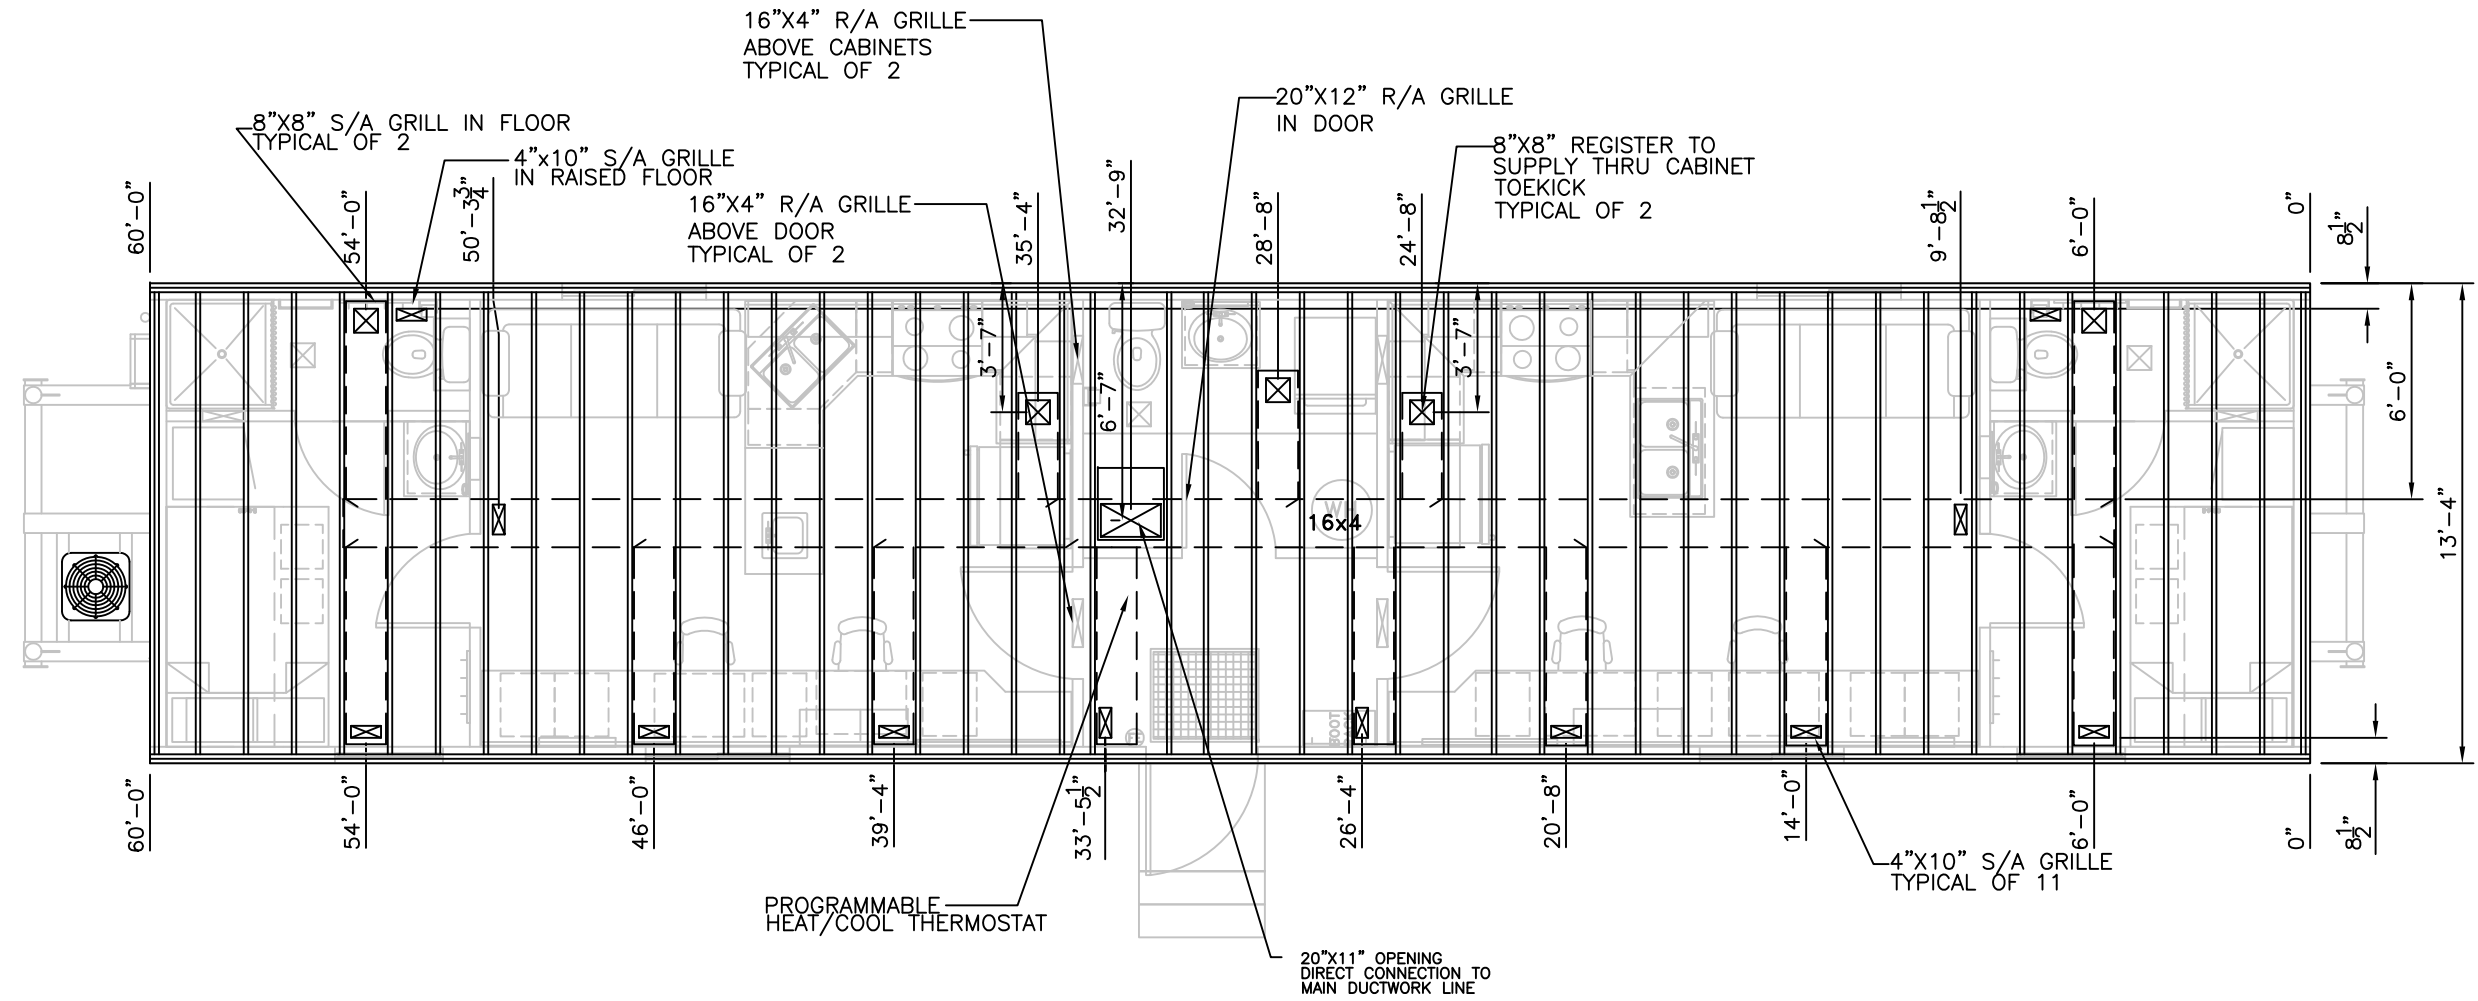 16"X4" R/A GRILLE
ABOVE CABINETS
TYPICAL OF 2
20"X12" R/A GRILLE
IN DOOR
8"X8" S/A GRILL IN FLOOR
TYPICAL OF 2
4"x10" S/A GRILLE
IN RAISED FLOOR
8"X8" REGISTER TO
SUPPLY THRU CABINET
TOEKICK
TYPICAL OF 2
16"X4" R/A GRILLE
ABOVE DOOR
TYPICAL OF 2
60'-0"
54'-0"
50'-3 3/4"
35'-4"
32'-9"
28'-8"
24'-8"
9'-8 1/2"
6'-0"
0"
8 1/2"
3'-7"
6'-7"
3'-7"
6'-0"
13'-4"
WH
16x4
BOOT
60'-0"
54'-0"
46'-0"
39'-4"
33'-5 1/2"
26'-4"
20'-8"
14'-0"
6'-0"
0"
8 1/2"
4"X10" S/A GRILLE
TYPICAL OF 11
PROGRAMMABLE
HEAT/COOL THERMOSTAT
20"X11" OPENING
DIRECT CONNECTION TO
MAIN DUCTWORK LINE